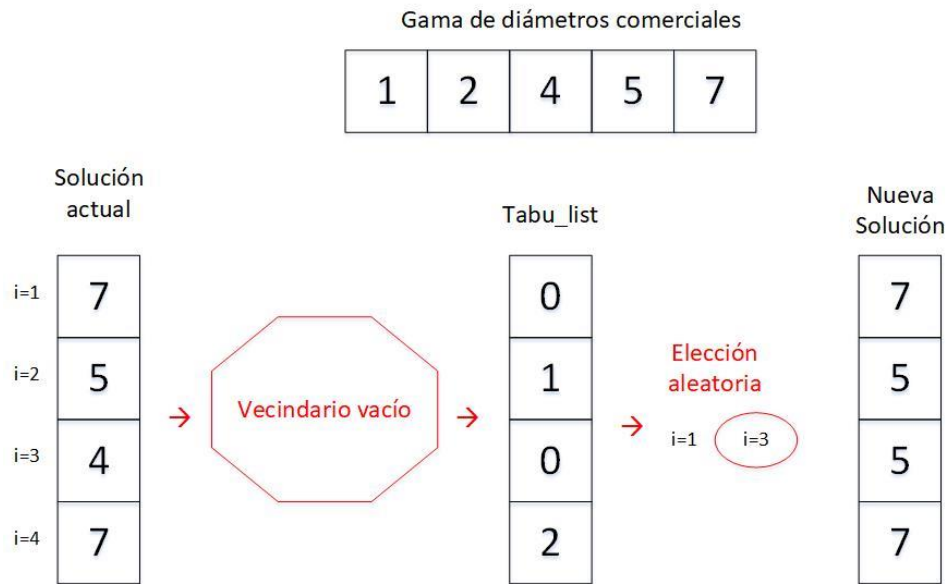 Gama de diámetros comerciales
1 2 4 5 7
Solución
actual
Tabu_list
Nueva
Solución
i=1 7 0 7
i=2 5 1 5
i=3 4 0 5
i=4 7 2 7
→ Vecindario vacío → →
Elección
aleatoria
i=1 i=3